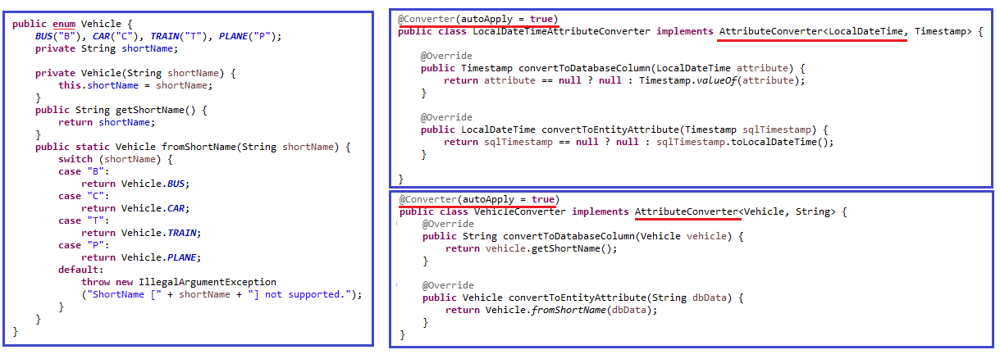 public enum Vehicle {
BUS("B"), CAR("C"), TRAIN("T"), PLANE("P");
private String shortName;
private Vehicle(String shortName) {
this.shortName = shortName;
}
public String getShortName() {
return shortName;
}
public static Vehicle fromShortName(String shortName) {
switch (shortName) {
case "B":
return Vehicle.BUS;
case "C":
return Vehicle.CAR;
case "T":
return Vehicle.TRAIN;
case "P":
return Vehicle.PLANE;
default:
throw new IllegalArgumentException
("ShortName [" + shortName + "] not supported.");
}
}
}
@Converter(autoApply = true)
public class LocalDateTimeAttributeConverter implements AttributeConverter<LocalDateTime, Timestamp> {
@Override
public Timestamp convertToDatabaseColumn(LocalDateTime attribute) {
return attribute == null ? null : Timestamp.valueOf(attribute);
}
@Override
public LocalDateTime convertToEntityAttribute(Timestamp sqlTimestamp) {
return sqlTimestamp == null ? null : sqlTimestamp.toLocalDateTime();
}
}
@Converter(autoApply = true)
public class VehicleConverter implements AttributeConverter<Vehicle, String> {
@Override
public String convertToDatabaseColumn(Vehicle vehicle) {
return vehicle.getShortName();
}
@Override
public Vehicle convertToEntityAttribute(String dbData) {
return Vehicle.fromShortName(dbData);
}
}